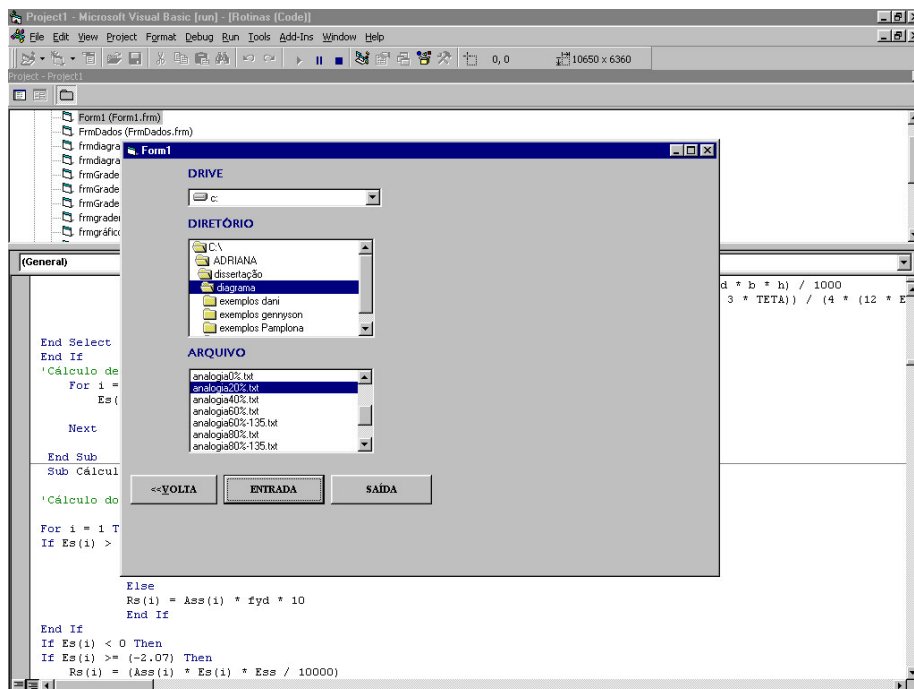 Project1 - Microsoft Visual Basic [run] - [Rotinas (Code)]
File Edit View Project Format Debug Run Tools Add-Ins Window Help
0, 0 10650 x 6360
Project - Project1
Form1 (Form1.frm)
FrmDados (FrmDados.frm)
frmdiagra
frmdiagra
frmGrade
frmGrade
frmGrade
frmgrader
frmgráfico
Form1
DRIVE
c:
DIRETÓRIO
C:\
ADRIANA
dissertação
diagrama
exemplos dani
exemplos gennyson
exemplos Pamplona
ARQUIVO
analogia0%.txt
analogia20%.txt
analogia40%.txt
analogia60%.txt
analogia60%-135.txt
analogia80%.txt
analogia80%-135.txt
<<VOLTA ENTRADA SAÍDA
(General)
d * b * h) / 1000
3 * TETA)) / (4 * (12 * E
End Select
End If
'Cálculo de
For i =
Es(
Next
End Sub
Sub Cálcul
'Cálculo do
For i = 1 T
If Es(i) >
Else
Rs(i) = Ass(i) * fyd * 10
End If
End If
If Es(i) < 0 Then
If Es(i) >= (-2.07) Then
Rs(i) = (Ass(i) * Es(i) * Ess / 10000)